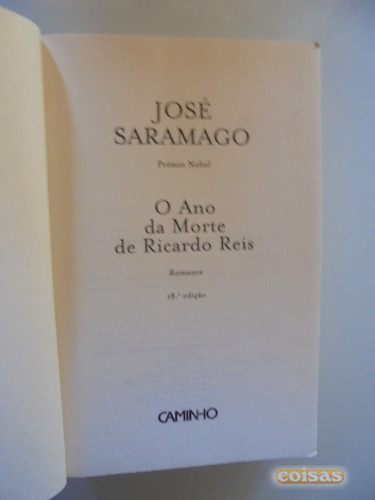 JOSÉ
SARAMAGO
Prémio Nobel
O Ano
da Morte
de Ricardo Reis
Romance
18.ª edição
CAMINHO
coisas